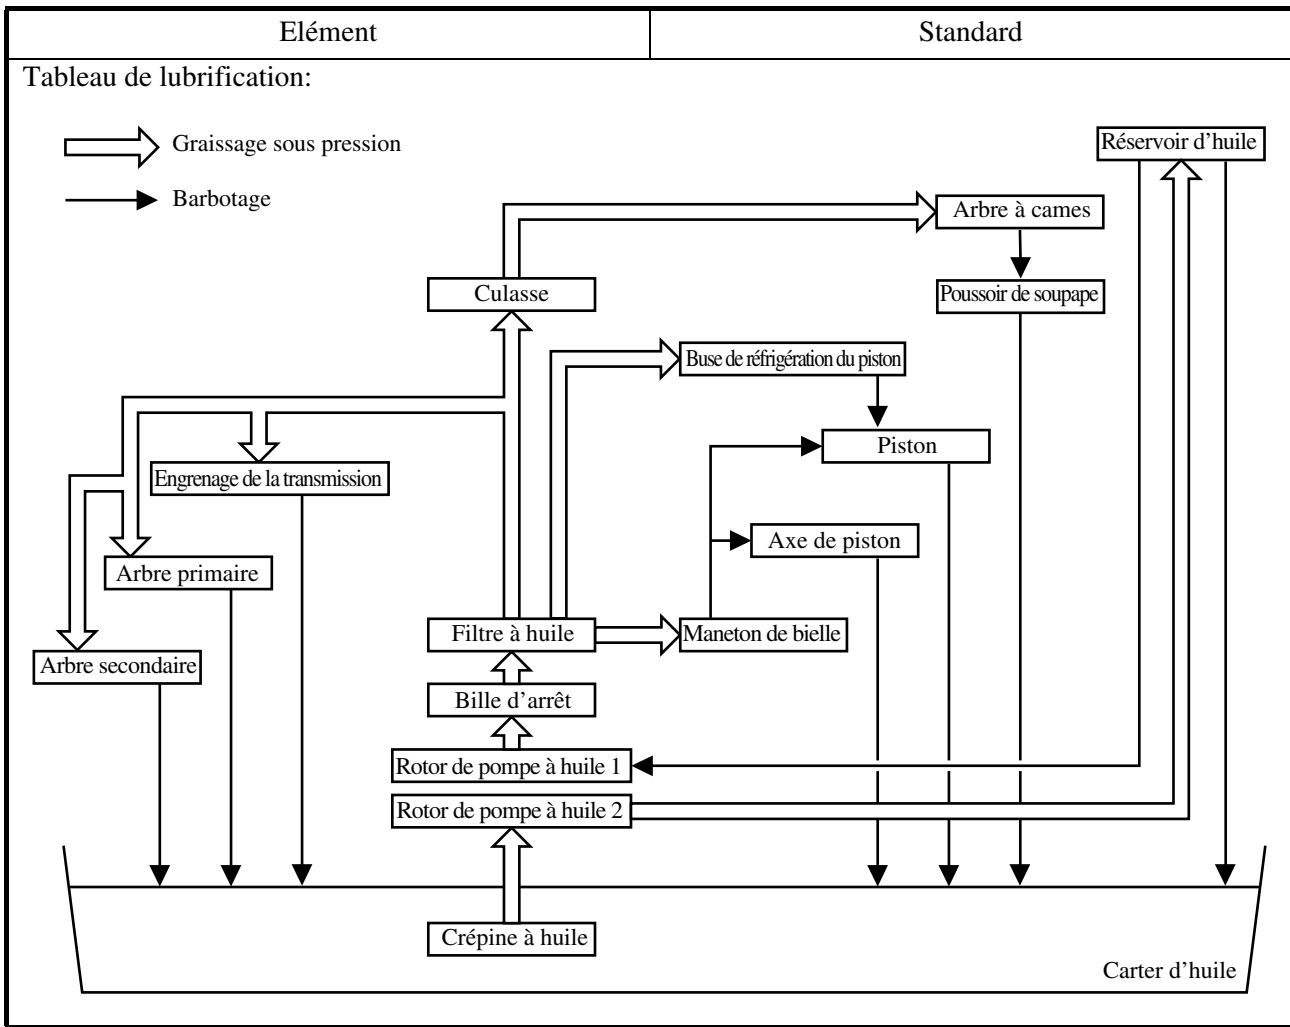 Elément
Standard
Tableau de lubrification:
Graissage sous pression
Barbotage
Réservoir d'huile
Arbre à cames
Culasse
Poussoir de soupape
Buse de réfrigération du piston
Piston
Engrenage de la transmission
Axe de piston
Arbre primaire
Filtre à huile
Maneton de bielle
Arbre secondaire
Bille d'arrêt
Rotor de pompe à huile 1
Rotor de pompe à huile 2
Crépine à huile
Carter d'huile